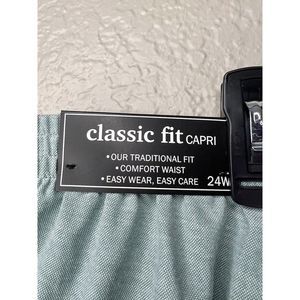 classic fit CAPRI
• OUR TRADITIONAL FIT
• COMFORT WAIST
• EASY WEAR, EASY CARE 24W